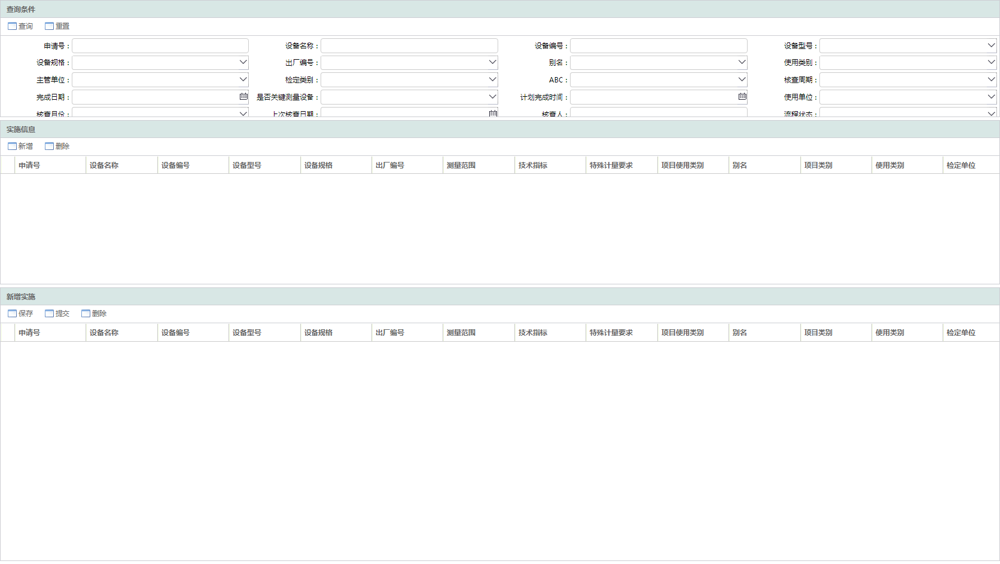 查询条件
查询 重置
申请号： 设备名称： 设备编号： 设备型号：
设备规格： 出厂编号： 别名： 使用类别：
主管单位： 检定类别： ABC： 核查周期：
完成日期： 是否关键测量设备： 计划完成时间： 使用单位：
核查月份： 上次核查日期： 核查人： 流程状态：
实施信息
新增 删除
申请号 设备名称 设备编号 设备型号 设备规格 出厂编号 测量范围 技术指标 特殊计量要求 项目使用类别 别名 项目类别 使用类别 检定单位
新增实施
保存 提交 删除
申请号 设备名称 设备编号 设备型号 设备规格 出厂编号 测量范围 技术指标 特殊计量要求 项目使用类别 别名 项目类别 使用类别 检定单位